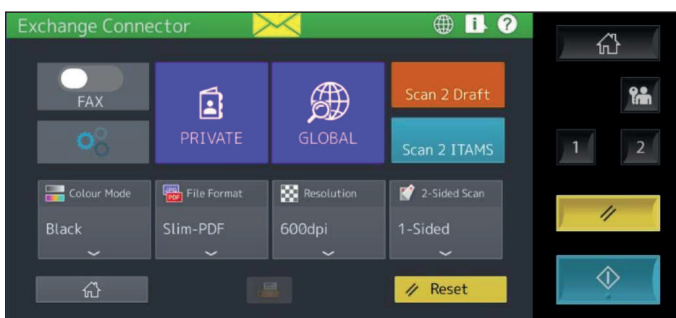 Exchange Connector
i
?
FAX
PRIVATE
GLOBAL
Scan 2 Draft
Scan 2 ITAMS
Colour Mode
PDF
File Format
Resolution
2-Sided Scan
Black
Slim-PDF
600dpi
1-Sided
Reset
1
2